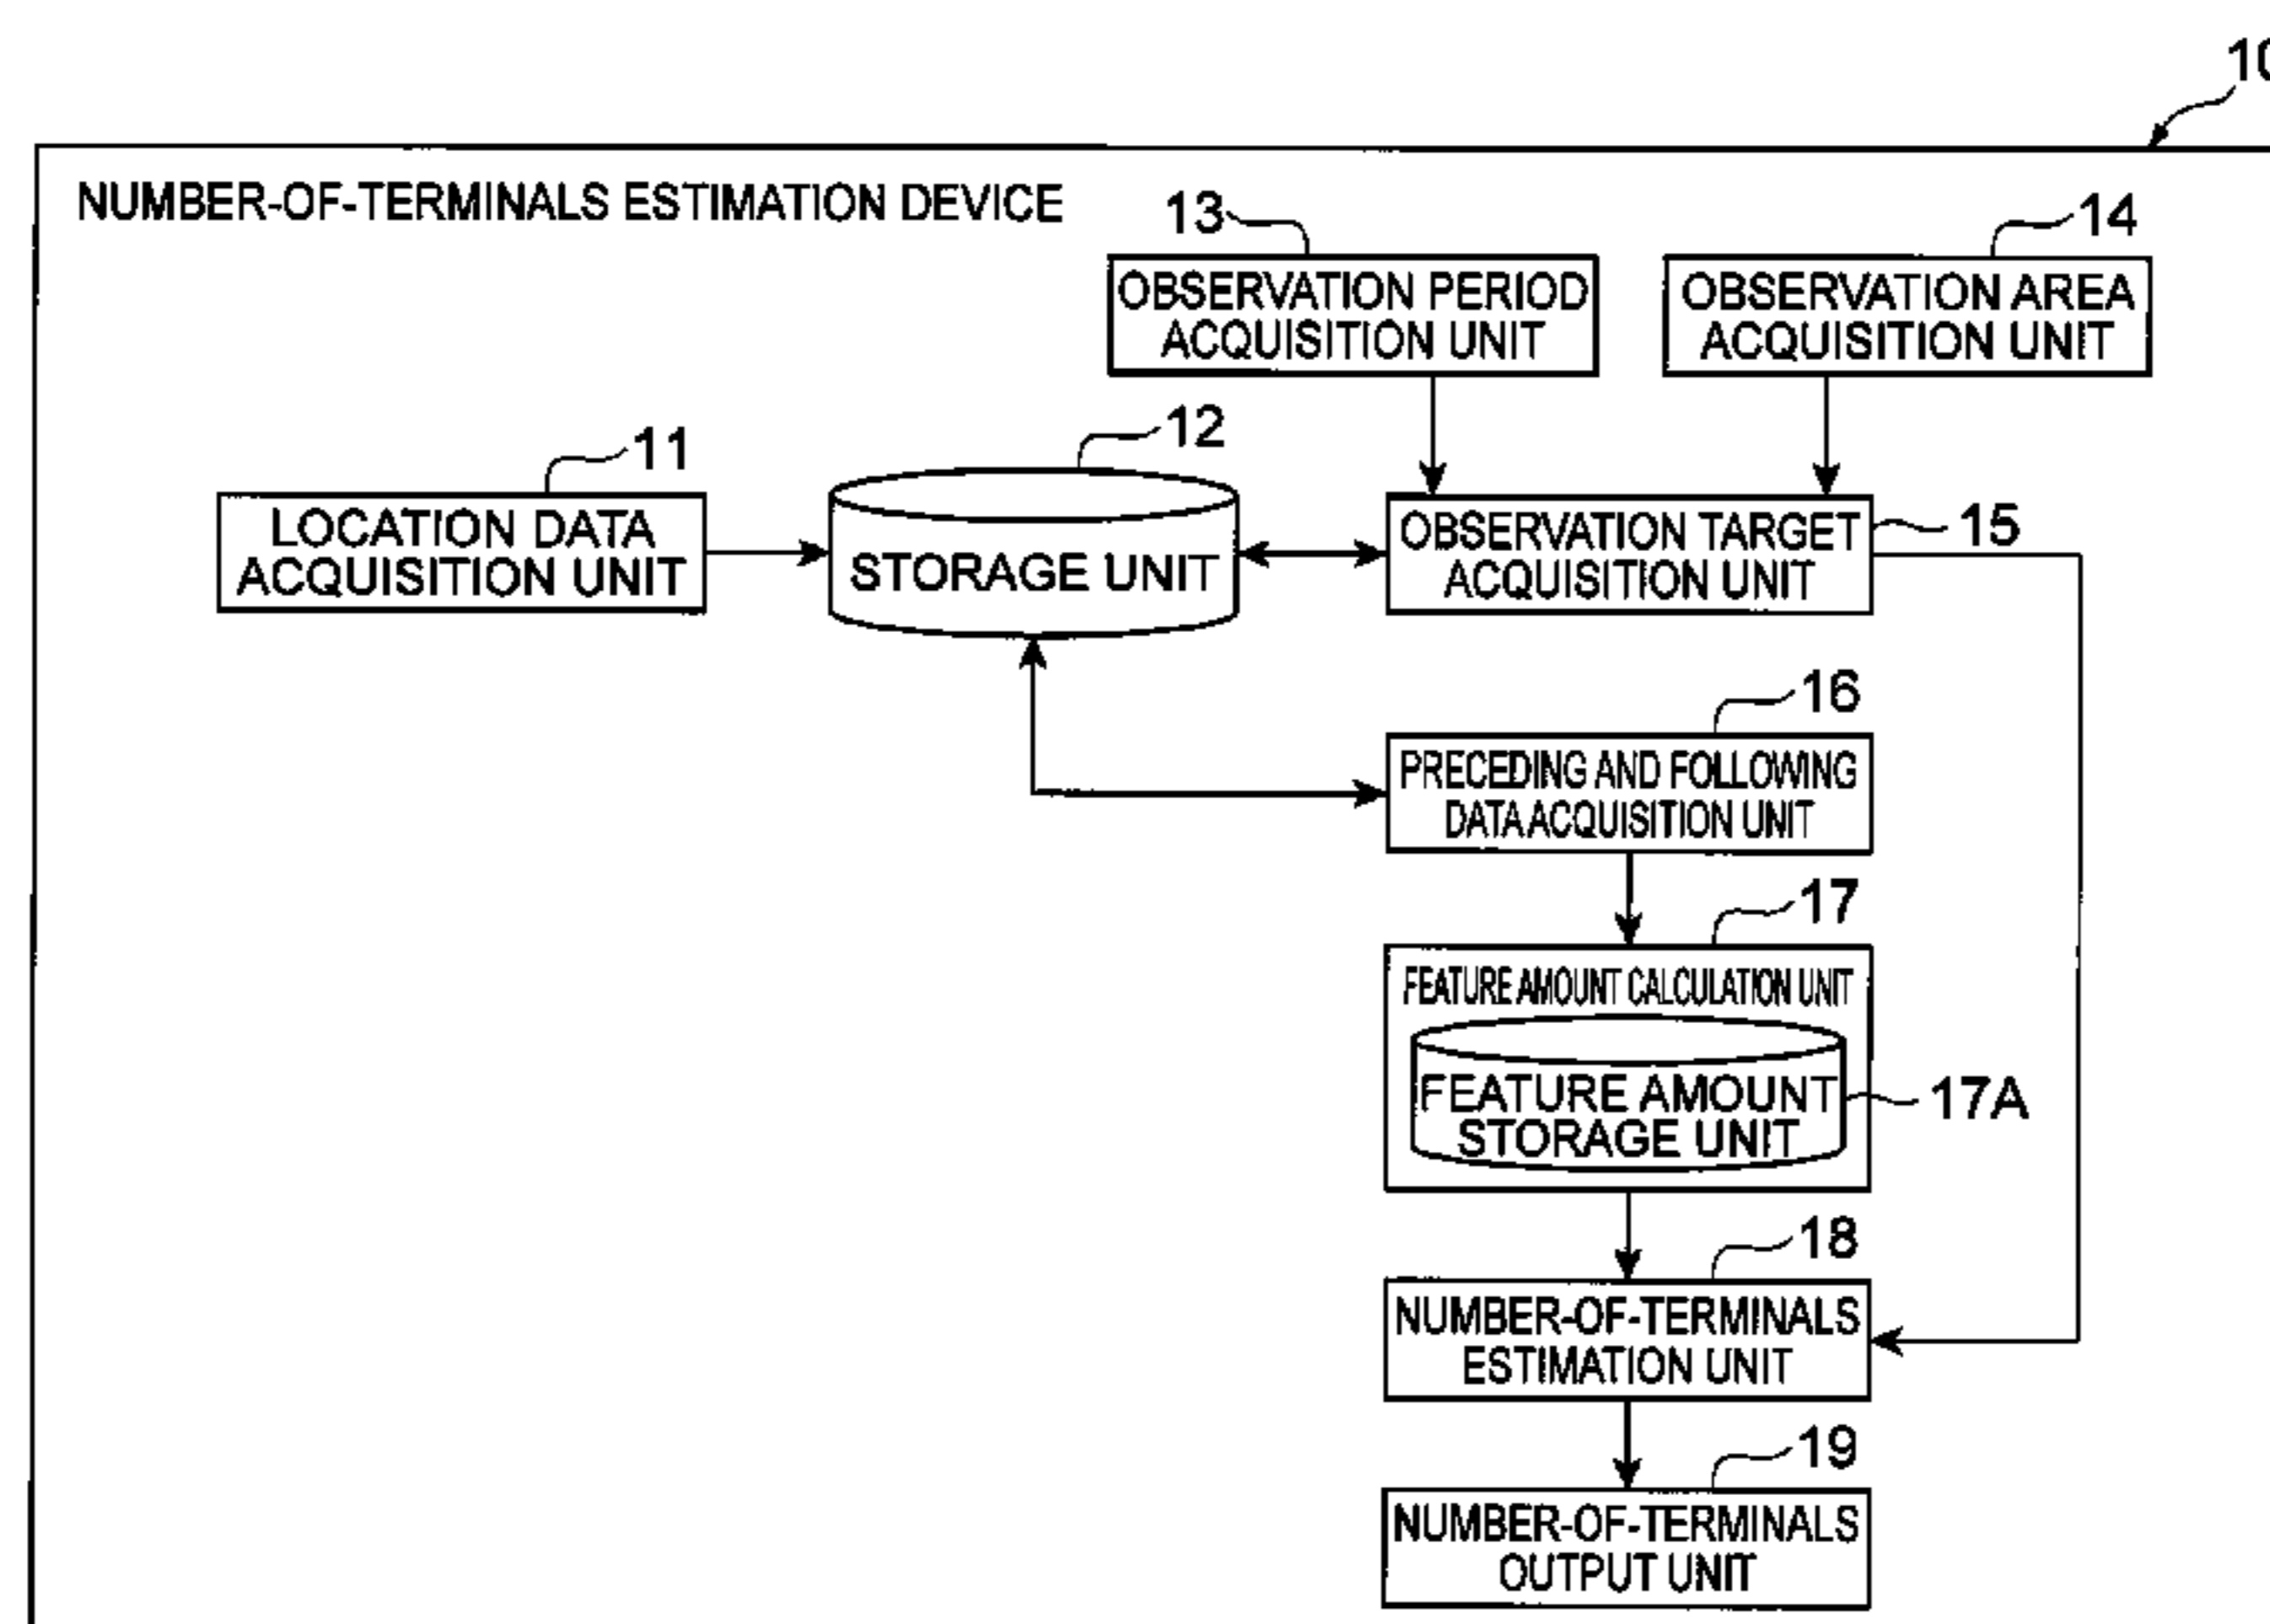 10
NUMBER-OF-TERMINALS ESTIMATION DEVICE
13
14
OBSERVATION PERIOD
ACQUISITION UNIT
OBSERVATION AREA
ACQUISITION UNIT
11
12
LOCATION DATA
ACQUISITION UNIT
STORAGE UNIT
OBSERVATION TARGET
ACQUISITION UNIT
15
16
PRECEDING AND FOLLOWING
DATA ACQUISITION UNIT
17
FEATURE AMOUNT CALCULATION UNIT
FEATURE AMOUNT
STORAGE UNIT
17A
18
NUMBER-OF-TERMINALS
ESTIMATION UNIT
19
NUMBER-OF-TERMINALS
OUTPUT UNIT